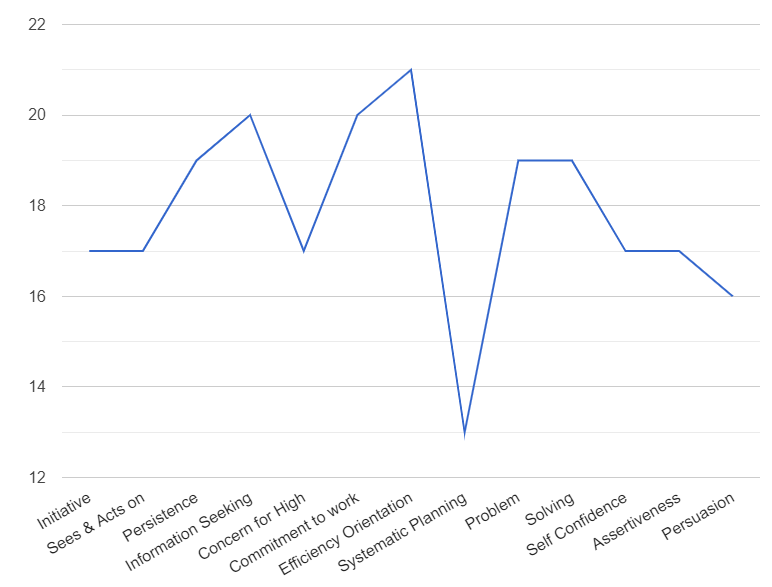 22
20
18
16
14
12
Initiative
Sees & Acts on
Persistence
Information Seeking
Concern for High
Commitment to work
Efficiency Orientation
Systematic Planning
Problem
Solving
Self Confidence
Assertiveness
Persuasion